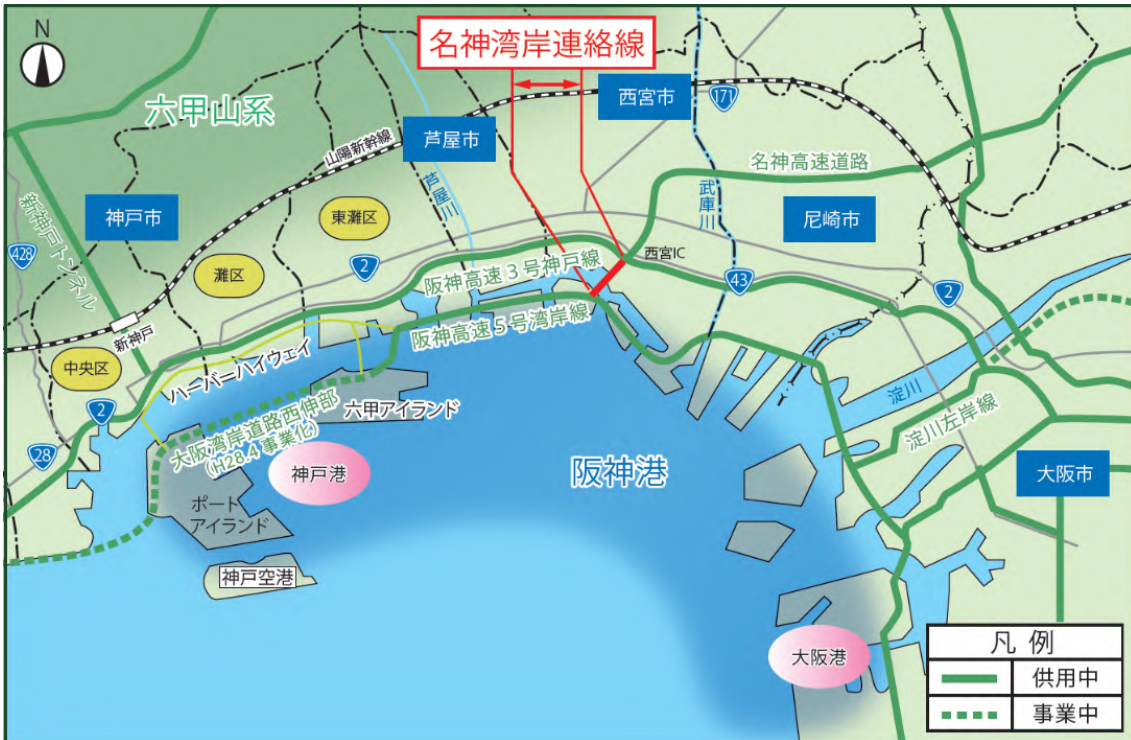 N
名神湾岸連絡線
六甲山系
西宮市
171
芦屋市
山陽新幹線
名神高速道路
芦屋川
武庫川
神戸市
東灘区
尼崎市
新神戸トンネル
428
灘区
2
阪神高速3号神戸線
西宮IC
43
2
新神戸
阪神高速5号湾岸線
中央区
ハーバーハイウェイ
淀川
2
六甲アイランド
淀川左岸線
大阪湾岸道路西伸部
(H28.4事業化)
28
神戸港
阪神港
大阪市
ポート
アイランド
神戸空港
大阪港
凡例
供用中
事業中